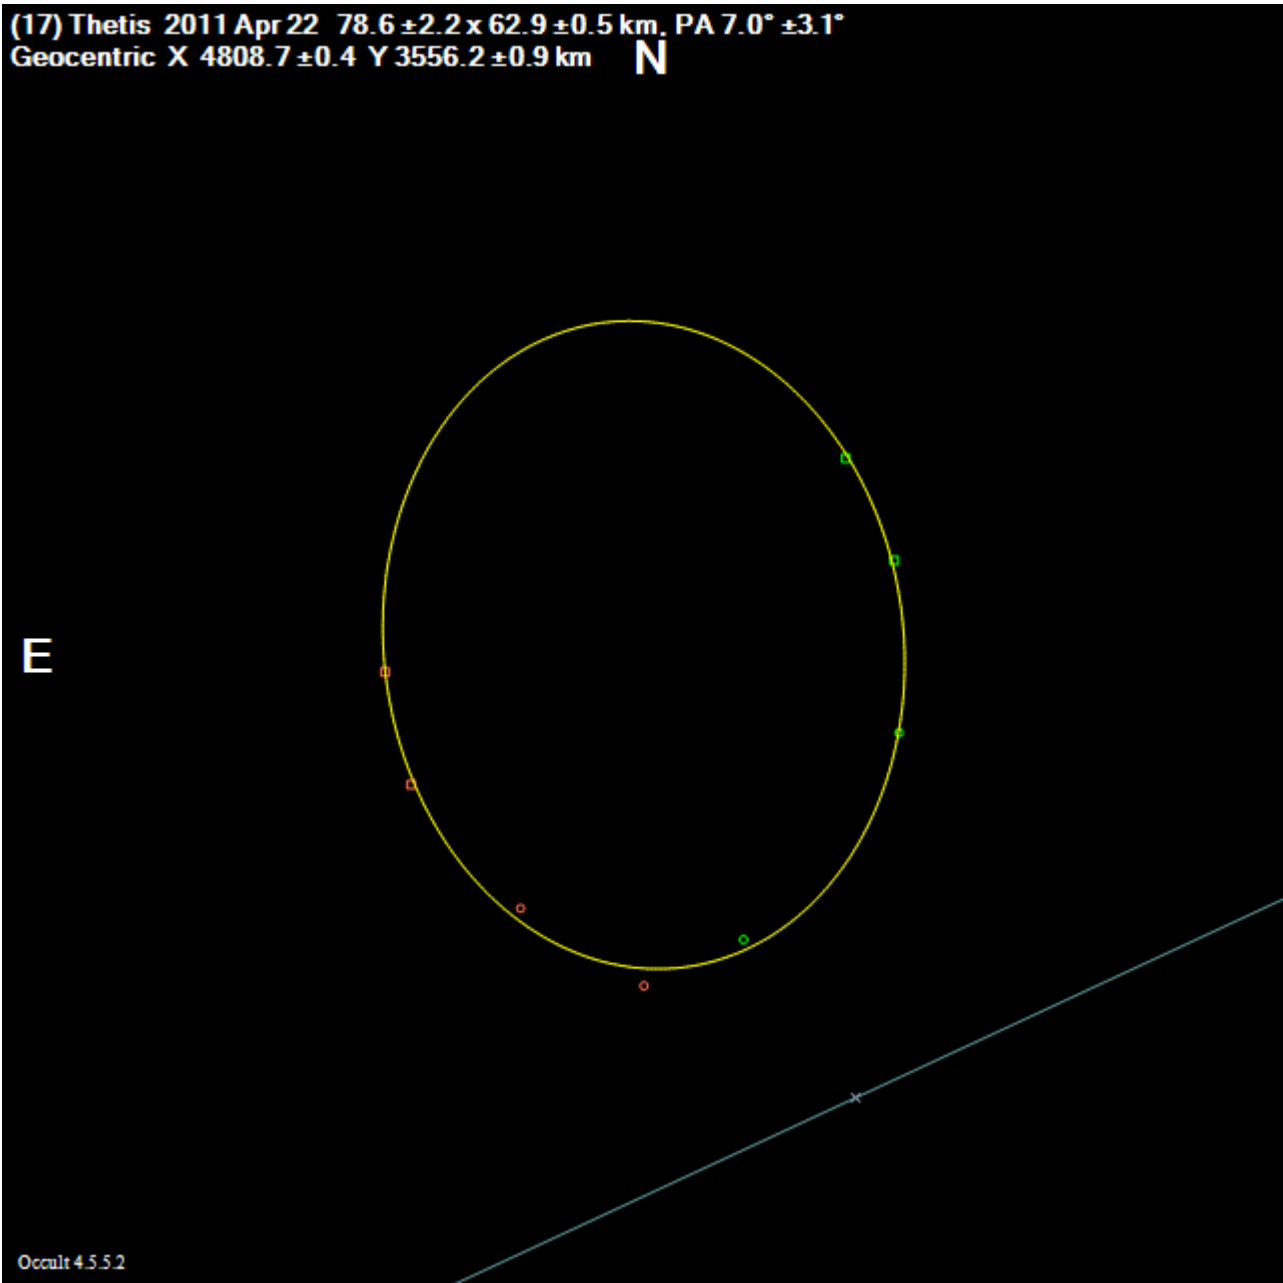 (17) Thetis 2011 Apr 22 78.6 ±2.2 x 62.9 ±0.5 km, PA 7.0° ±3.1°
Geocentric X 4808.7 ±0.4 Y 3556.2 ±0.9 km
N
E
Occult 4.5.5.2